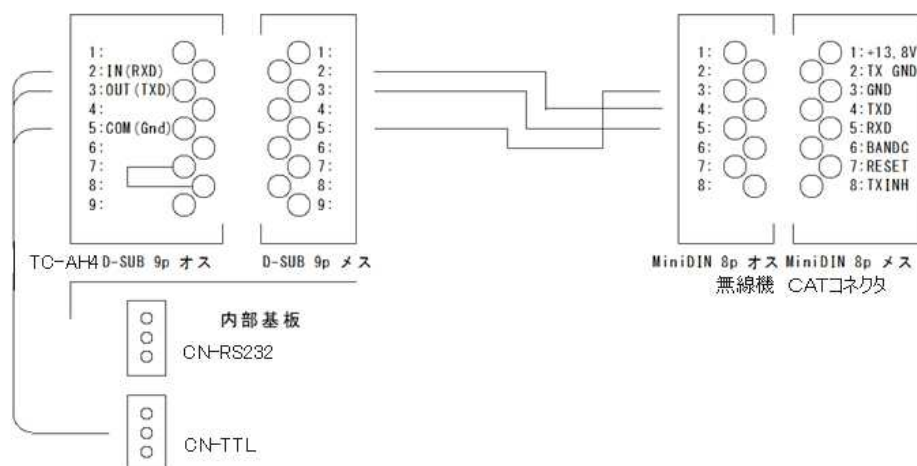 1:
2:IN(RXD)
3:OUT(TXD)
4:
5:COM(Gnd)
6:
7:
8:
9:
1:
2:
3:
4:
5:
6:
7:
8:
9:
1:
2:
3:
4:
5:
6:
7:
8:
1:+13,8V
2:TX GND
3:GND
4:TXD
5:RXD
6:BANDC
7:RESET
8:TXINH
TC-AH4 D-SUB 9p オス
D-SUB 9p メス
MiniDIN 8p オス
MiniDIN 8p メス
無線機 CATコネクタ
内部基板
CN-RS232
CN-TTL